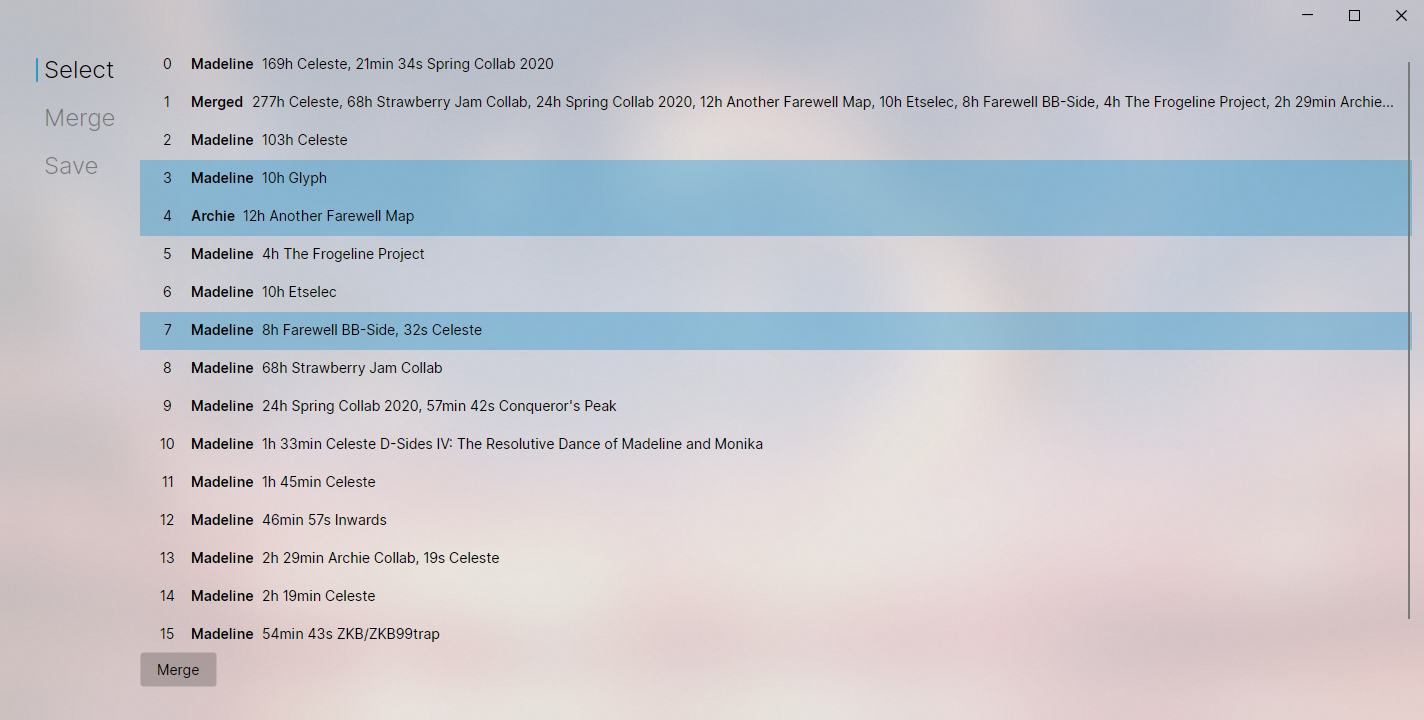 Select
Merge
Save
0 Madeline 169h Celeste, 21min 34s Spring Collab 2020
1 Merged 277h Celeste, 68h Strawberry Jam Collab, 24h Spring Collab 2020, 12h Another Farewell Map, 10h Etselec, 8h Farewell BB-Side, 4h The Frogeline Project, 2h 29min Archie...
2 Madeline 103h Celeste
3 Madeline 10h Glyph
4 Archie 12h Another Farewell Map
5 Madeline 4h The Frogeline Project
6 Madeline 10h Etselec
7 Madeline 8h Farewell BB-Side, 32s Celeste
8 Madeline 68h Strawberry Jam Collab
9 Madeline 24h Spring Collab 2020, 57min 42s Conqueror's Peak
10 Madeline 1h 33min Celeste D-Sides IV: The Resolutive Dance of Madeline and Monika
11 Madeline 1h 45min Celeste
12 Madeline 46min 57s Inwards
13 Madeline 2h 29min Archie Collab, 19s Celeste
14 Madeline 2h 19min Celeste
15 Madeline 54min 43s ZKB/ZKB99trap
Merge